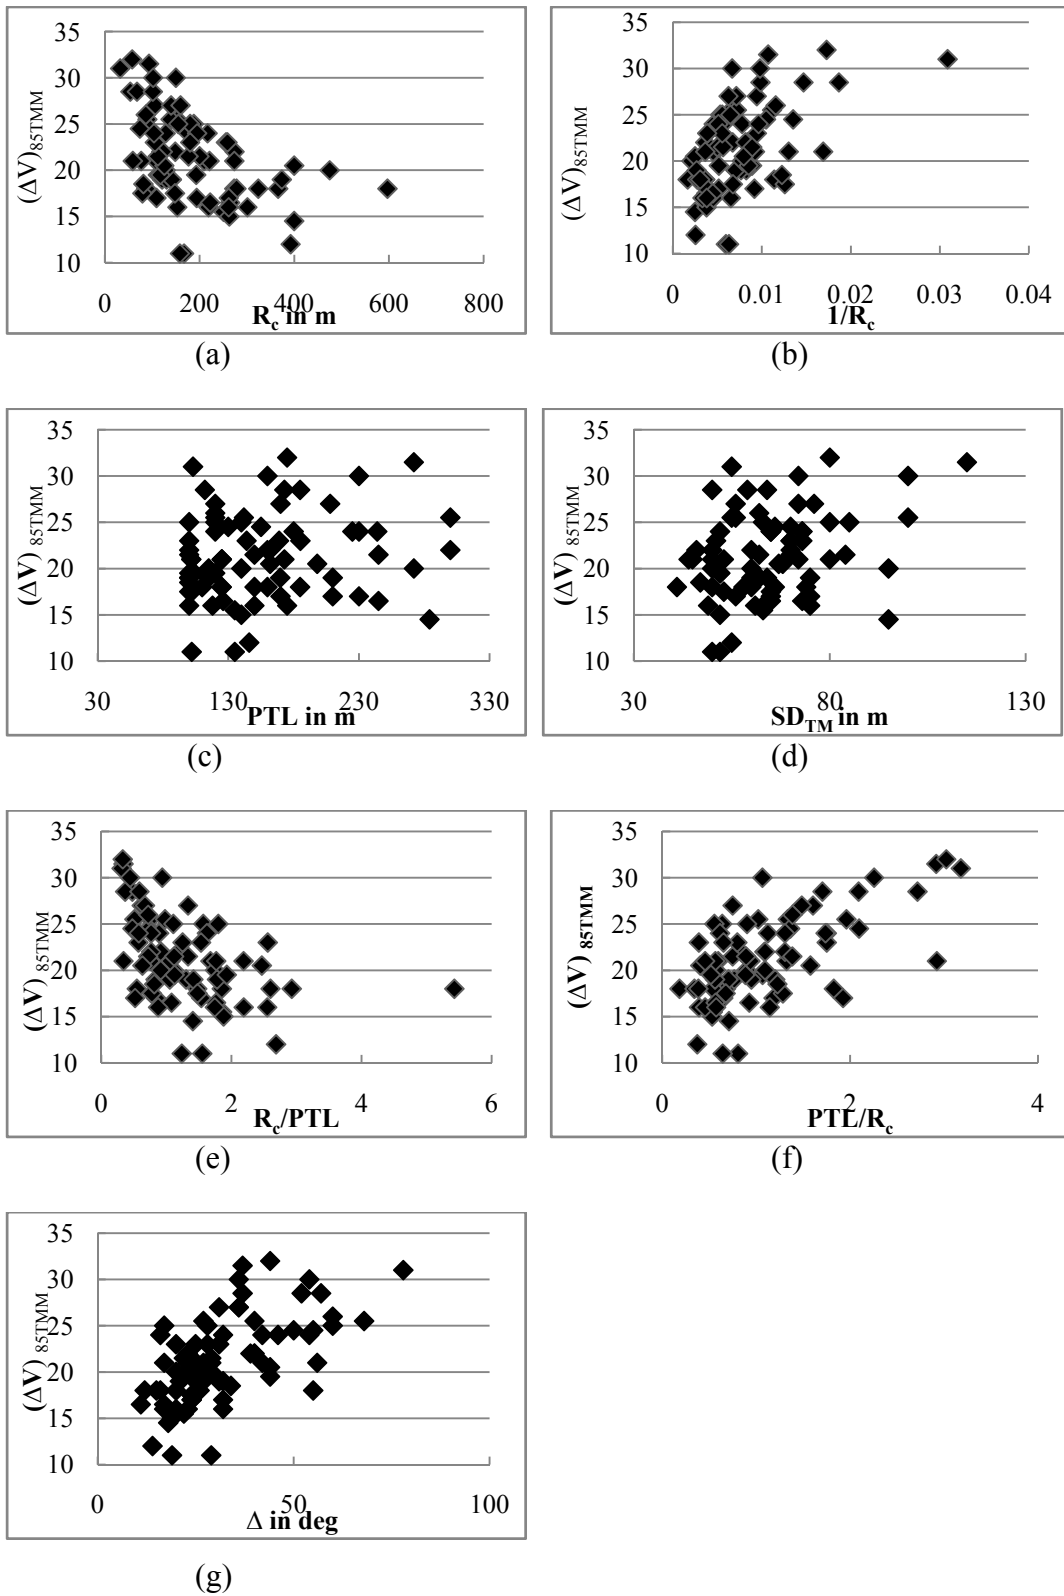 35
30
25
20
15
10
(ΔV)85TMM
0 200 400 600 800
Rc in m
(a)
35
30
25
20
15
10
(ΔV)85TMM
0 0.01 0.02 0.03 0.04
1/Rc
(b)
35
30
25
20
15
10
(ΔV) 85TMM
30 130 230 330
PTL in m
(c)
35
30
25
20
15
10
(ΔV) 85TMM
30 80 130
SDTM in m
(d)
35
30
25
20
15
10
(ΔV) 85TMM
0 2 4 6
Rc/PTL
(e)
35
30
25
20
15
10
(ΔV) 85TMM
0 2 4
PTL/Rc
(f)
35
30
25
20
15
10
(ΔV) 85TMM
0 50 100
Δ in deg
(g)